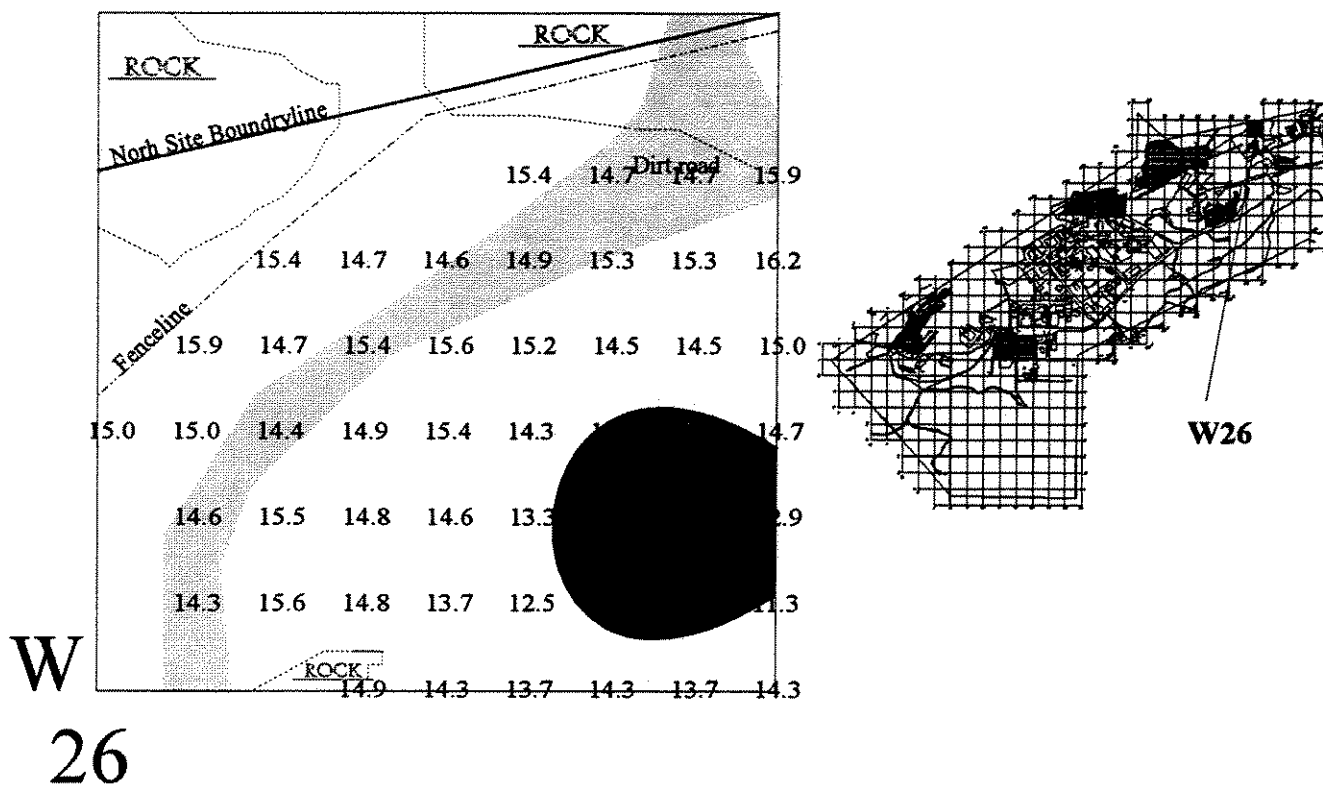 ROCK
ROCK
Norh Site Boundryline
Dirt road
15.4 14.7 14.7 15.9
15.4 14.7 14.6 14.9 15.3 15.3 16.2
Fenceline
15.9 14.7 15.4 15.6 15.2 14.5 14.5 15.0
15.0 15.0 14.4 14.9 15.4 14.3 14.7
W26
14.6 15.5 14.8 14.6 13.3
14.3 15.6 14.8 13.7 12.5
W
ROCK
14.9 14.3 13.7 14.3 13.7 14.3
26